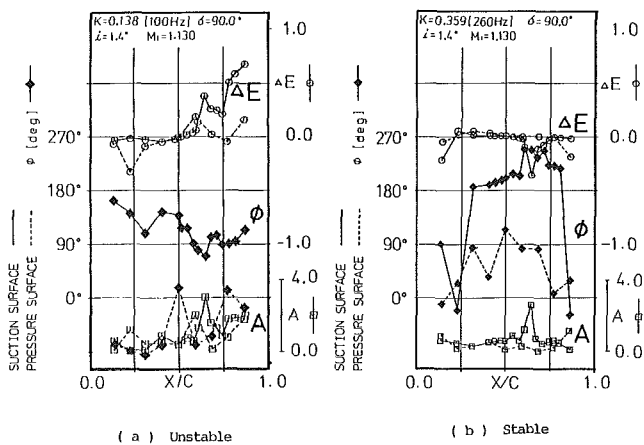 K=0.138 [100Hz] δ=90.0°
i=1.4° M1=1.130
1.0
ΔE
ΔE
0.0
φ [deg]
270°
180°
φ
90°
-1.0
0°
4.0
A
A
0.0
SUCTION SURFACE
PRESSURE SURFACE
0.0 X/C 1.0
( a ) Unstable
K=0.359 [260Hz] δ=90.0°
i=1.4° M1=1.130
1.0
ΔE
ΔE
0.0
φ [deg]
270°
180°
φ
90°
-1.0
0°
4.0
A
A
0.0
SUCTION SURFACE
PRESSURE SURFACE
0.0 X/C 1.0
( b ) Stable